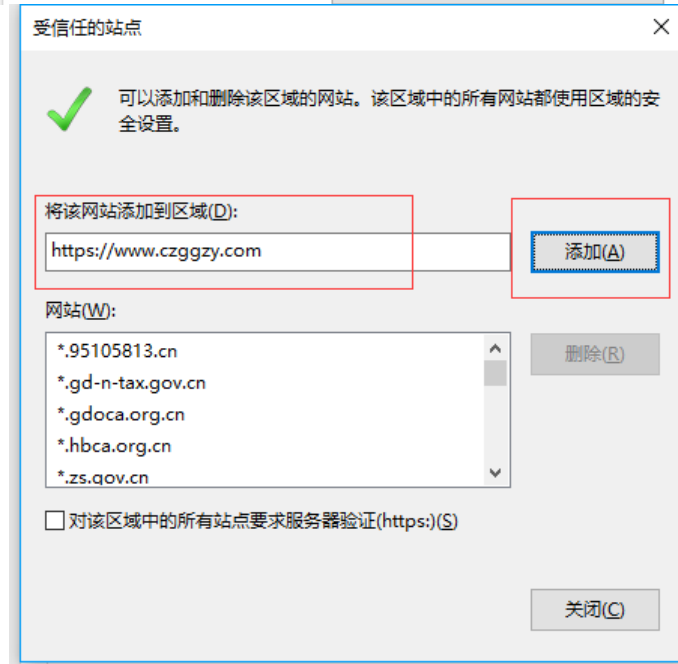 受信任的站点
可以添加和删除该区域的网站。该区域中的所有网站都使用区域的安
全设置。
将该网站添加到区域(D):
https://www.czggzy.com
添加(A)
网站(W):
*.95105813.cn
删除(R)
*.gd-n-tax.gov.cn
*.gdoca.org.cn
*.hbca.org.cn
*.zs.gov.cn
对该区域中的所有站点要求服务器验证(https:)(S)
关闭(C)